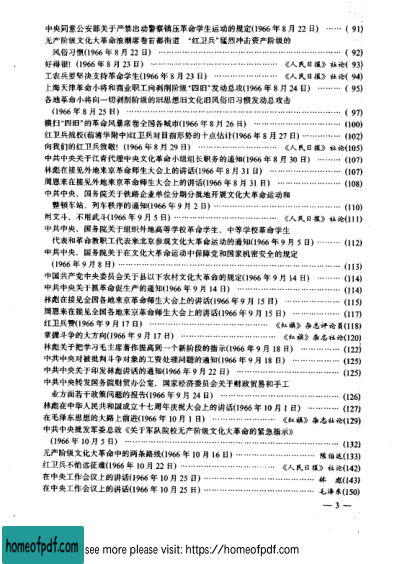 中央同意公安部关于严禁出动警察镇压革命学生运动的规定(1966年8月22日) …… ( 91)
无产阶级文化大革命浪潮席卷首都街道 “红卫兵”猛烈冲击资产阶级的
风俗习惯(1966年8月22日) …… ( 92)
好得很! (1966年8月23日) …… 《人民日报》社论( 93)
工农兵要坚决支持革命学生(1966年8月23日) …… 《人民日报》社论( 94)
上海天津革命小将和商业职工向剥削阶级“四旧”发动总攻(1966年8月24日) …… ( 95)
各地革命小将向一切剥削阶级的旧思想旧文化旧风俗旧习惯发动总攻击
(1966年8月25日) …… ( 97)
横扫“四旧”的革命风暴席卷全国各城市(1966年8月26日) …… (100)
红卫兵战校(前清华附中)红卫兵对目前形势的十点估计(1966年8月27日) …… (102)
向我们的红卫兵致敬! (1966年8月29日) …… 《人民日报》社论(105)
中共中央关于江青代理中央文化革命小组组长职务的通知(1966年8月30日) …… (107)
林彪在接见外地来京革命师生大会上的讲话(1966年8月31日) …… (107)
周恩来在接见外地来京革命师生大会上的讲话(1966年8月31日) …… (108)
中共中央、国务院关于铁路企业单位分期分批地开展文化大革命运动和
整顿车站、列车秩序的通知(1966年9月2日) …… (110)
用文斗、不用武斗(1966年9月5日) …… 《人民日报》社论(111)
中共中央、国务院关于组织外地高等学校革命学生、中等学校革命学生
代表和革命教职工代表来北京参观文化大革命运动的通知(1966年9月5日) …… (112)
中共中央、国务院关于在文化大革命运动中保障党和国家机密安全的规定
(1966年9月8日) …… (113)
中国共产党中央委员会关于县以下农村文化大革命的规定(1966年9月14日) …… (114)
中共中央关于抓革命促生产的通知(1966年9月14日) …… (114)
林彪在接见全国各地来京革命师生大会上的讲话(1966年9月15日) …… (115)
周恩来在接见全国各地来京革命师生大会上的讲话(1966年9月15日) …… (117)
红卫兵赞(1966年9月17日) …… 《红旗》杂志评论员(118)
掌握斗争的大方向(1966年9月17日) …… 《红旗》杂志社论(120)
林彪关于把学习毛主席著作提高到一个新阶段的指示(1966年9月18日) …… (122)
中共中央对被批判斗争对象的工资处理问题的通知(1966年9月18日) …… (125)
中共中央关于印发林彪讲话的通知(1966年9月22日) …… (125)
中共中央转发国务院财贸办公室、国家经济委员会关于财政贸易和手工
业方面若干政策问题的报告(1966年9月24日) …… (126)
林彪在中华人民共和国成立十七周年庆祝大会上的讲话(1966年10月1日) …… (127)
在毛泽东思想的大路上前进(1966年10月1日) …… 《红旗》杂志社论(129)
中共中央批发军委总政《关于军队院校无产阶级文化大革命的紧急指示》
(1966年10月5日) …… (132)
无产阶级文化大革命中的两条路线(1966年10月16日) …… 陈伯达(133)
红卫兵不怕远征难(1966年10月22日) …… 《人民日报》社论(142)
在中央工作会议上的讲话(1966年10月25日) …… 林 彪(143)
在中央工作会议上的讲话(1966年10月25日) …… 毛泽东(150)
— 3 —
homeofpdf.com
see more please visit: https://homeofpdf.com